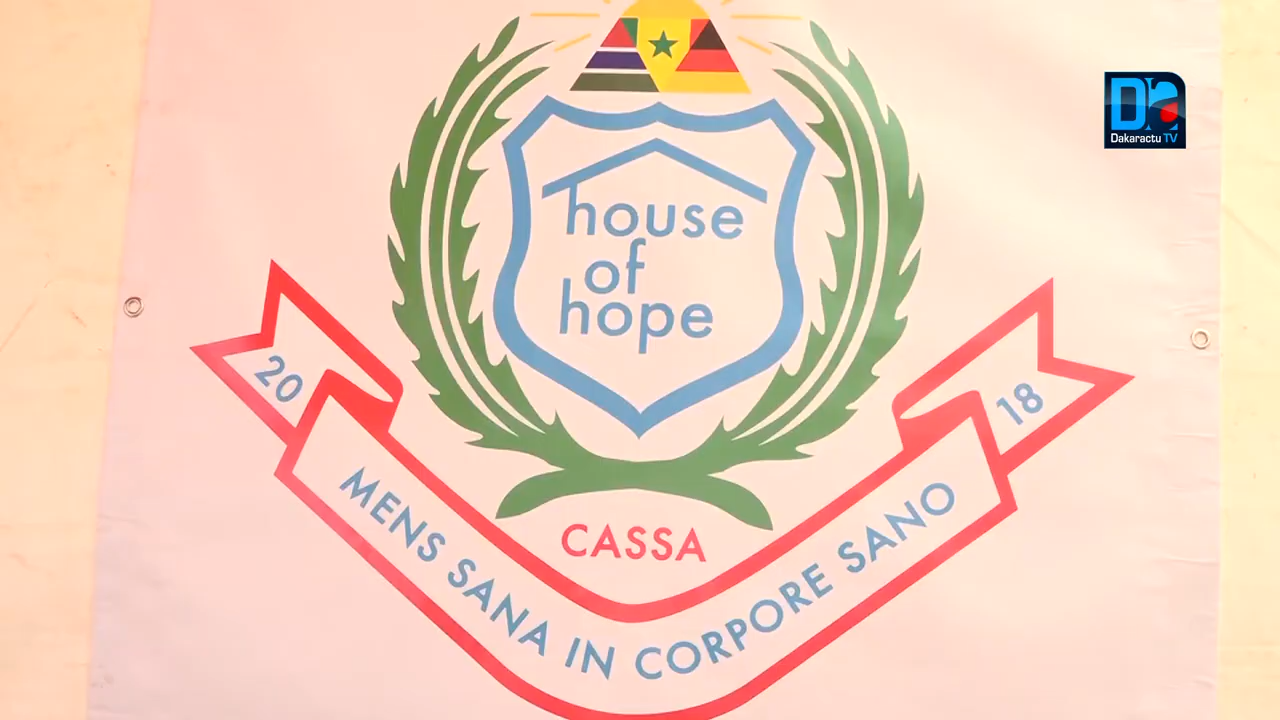 Dakaractu TV
house
of
hope
20
18
CASSA
MENS SANA IN CORPORE SANO